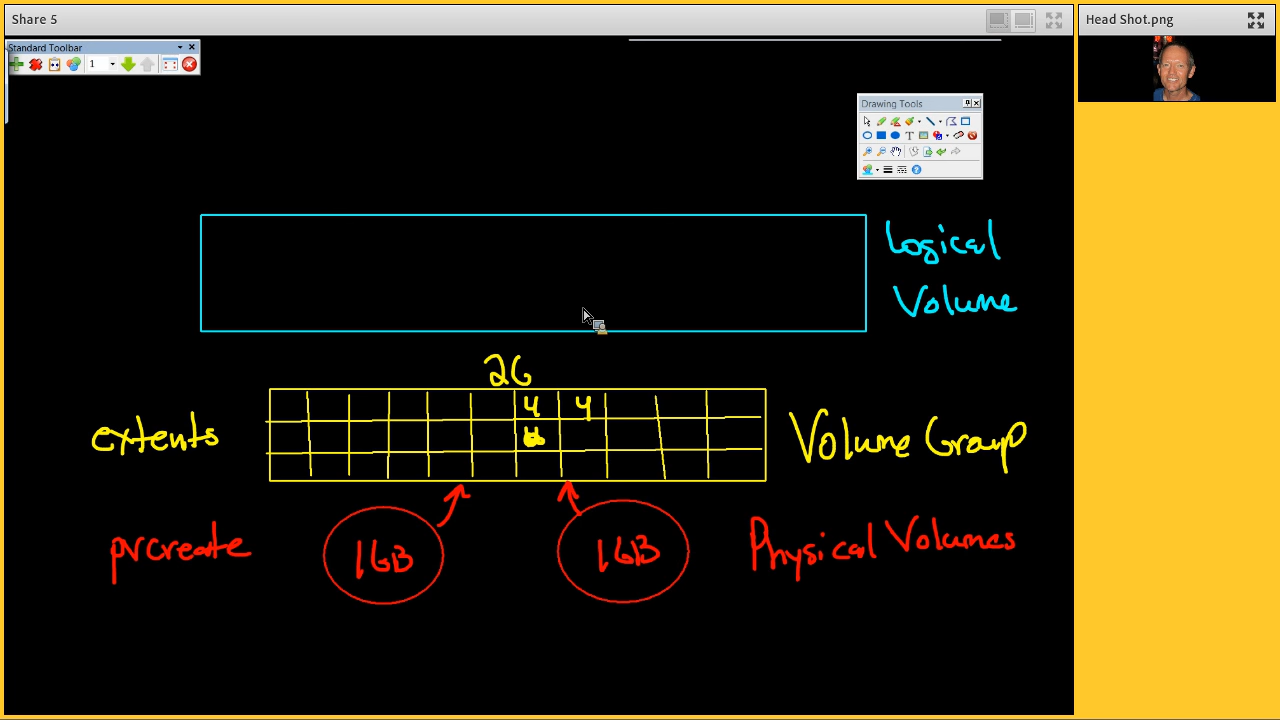 Share 5
Head Shot.png
Standard Toolbar
1
Drawing Tools
Logical
Volume
2G
4 4
extents
Volume Group
pvcreate
1GB
1GB
Physical Volumes